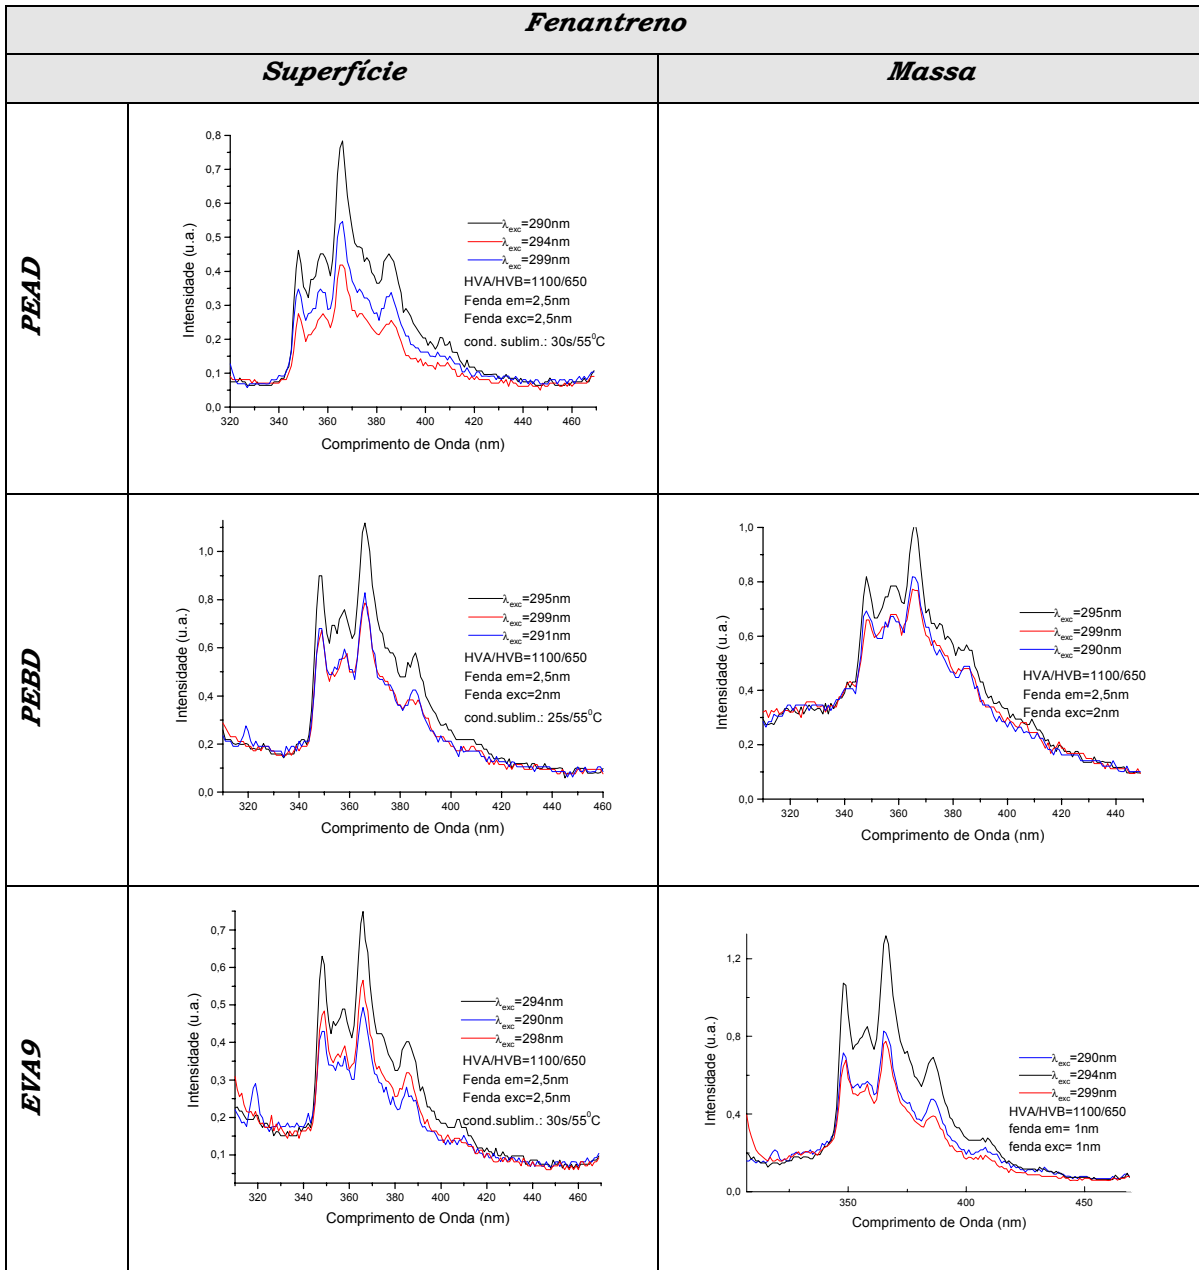 Fenantreno
Superfície
Massa
PEAD
0,8
0,7
0,6
0,5
0,4
0,3
0,2
0,1
0,0
Intensidade (u.a.)
λexc=290nm
λexc=294nm
λexc=299nm
HVA/HVB=1100/650
Fenda em=2,5nm
Fenda exc=2,5nm
cond. sublim.: 30s/55⁰C
320 340 360 380 400 420 440 460
Comprimento de Onda (nm)
PEBD
1,0
0,8
0,6
0,4
0,2
0,0
Intensidade (u.a.)
λexc=295nm
λexc=299nm
λexc=291nm
HVA/HVB=1100/650
Fenda em=2,5nm
Fenda exc=2nm
cond.sublim.: 25s/55⁰C
310 320 340 360 380 400 420 440 460
Comprimento de Onda (nm)
1,0
0,8
0,6
0,4
0,2
0,0
Intensidade (u.a.)
λexc=295nm
λexc=299nm
λexc=290nm
HVA/HVB=1100/650
Fenda em=2,5nm
Fenda exc=2nm
320 340 360 380 400 420 440
Comprimento de Onda (nm)
EVA9
0,7
0,6
0,5
0,4
0,3
0,2
0,1
Intensidade (u.a.)
λexc=294nm
λexc=290nm
λexc=298nm
HVA/HVB=1100/650
Fenda em=2,5nm
Fenda exc=2,5nm
cond.sublim.: 30s/55⁰C
320 340 360 380 400 420 440 460
Comprimento de Onda (nm)
1,2
0,8
0,4
0,0
Intensidade (u.a.)
λexc=290nm
λexc=294nm
λexc=299nm
HVA/HVB=1100/650
fenda em= 1nm
fenda exc= 1nm
350 400 450
Comprimento de Onda (nm)